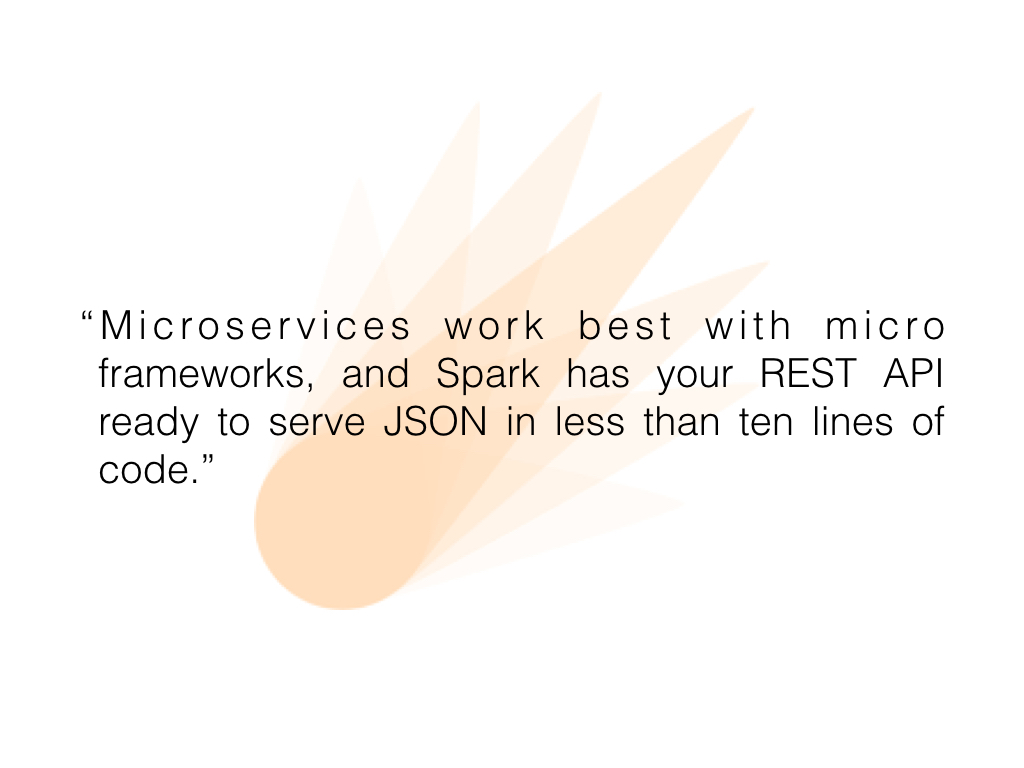 “Microservices work best with micro
frameworks, and Spark has your REST API
ready to serve JSON in less than ten lines of
code.”